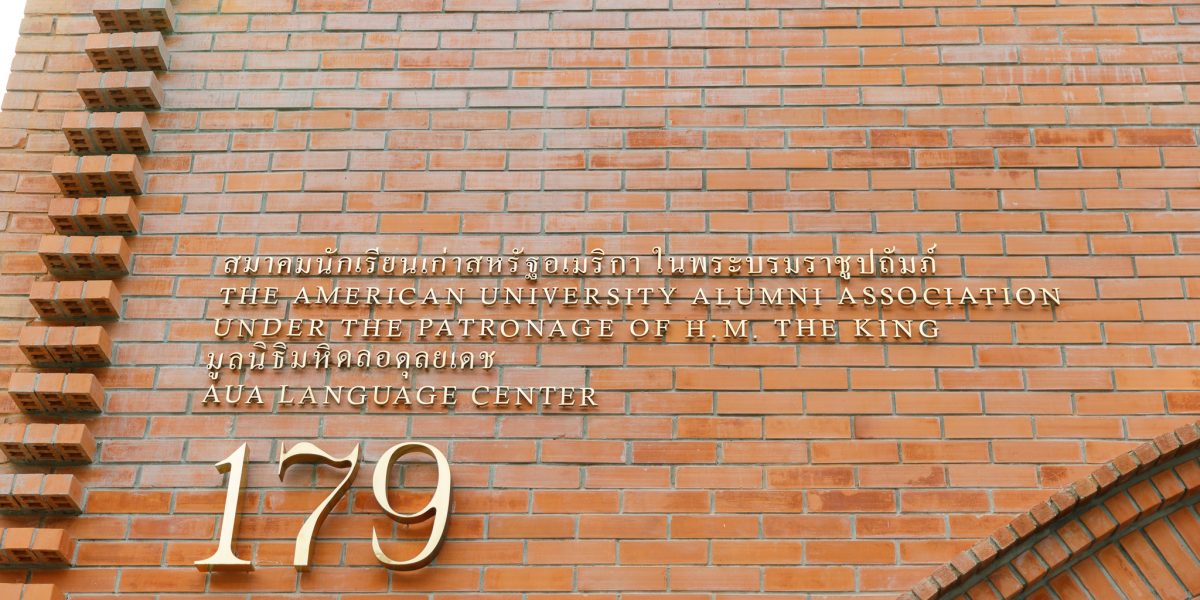 สมาคมนักเรียนเก่าสหรัฐอเมริกา ในพระบรมราชูปถัมภ์
THE AMERICAN UNIVERSITY ALUMNI ASSOCIATION
UNDER THE PATRONAGE OF H.M. THE KING
มูลนิธิมหิดลอดุลยเดช
AUA LANGUAGE CENTER
179